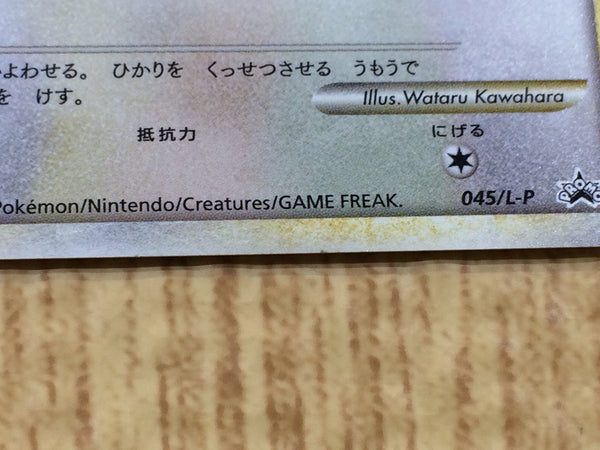 よわせる。 ひかりを くっせつさせる うもうで
を けす。
Illus. Wataru Kawahara
抵抗力
にげる
Pokémon/Nintendo/Creatures/GAME FREAK.
045/L-P
PROMO